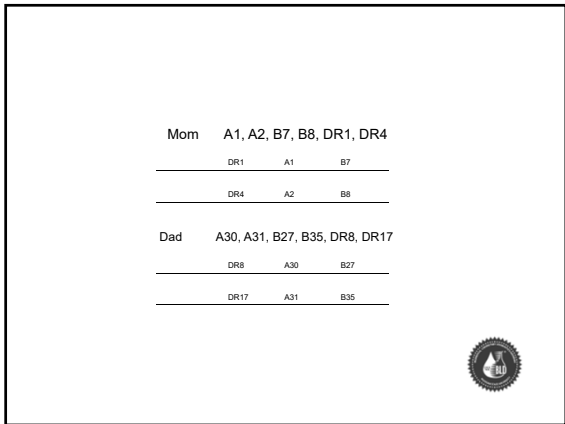 Mom A1, A2, B7, B8, DR1, DR4
DR1 A1 B7
DR4 A2 B8
Dad A30, A31, B27, B35, DR8, DR17
DR8 A30 B27
DR17 A31 B35
BLD